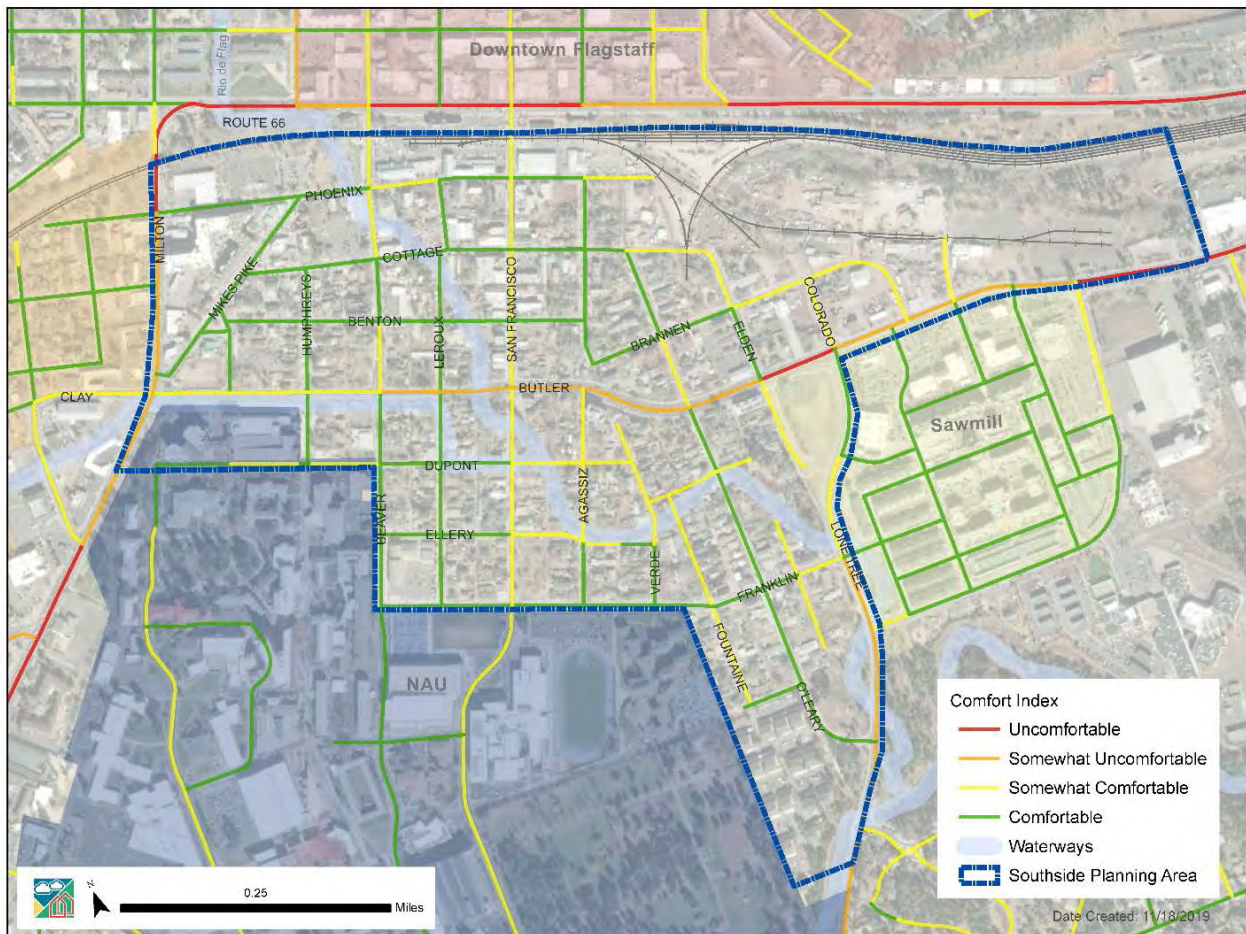 Downtown Flagstaff
Rio de Flag
ROUTE 66
PHOENIX
MILTON
COTTAGE
MIKES PIKE
HUMPHREYS
BENTON
LEROUX
SAN FRANCISCO
BRANNEN
ELDEN
COLORADO
CLAY
BUTLER
Sawmill
DUPONT
AGASSIZ
BEAVER
ELLERY
VERDE
LONETREE
FRANKLIN
FOUNTAINE
O'LEARY
NAU
Comfort Index
Uncomfortable
Somewhat Uncomfortable
Somewhat Comfortable
Comfortable
Waterways
Southside Planning Area
N
0.25
Miles
Date Created: 11/18/2019